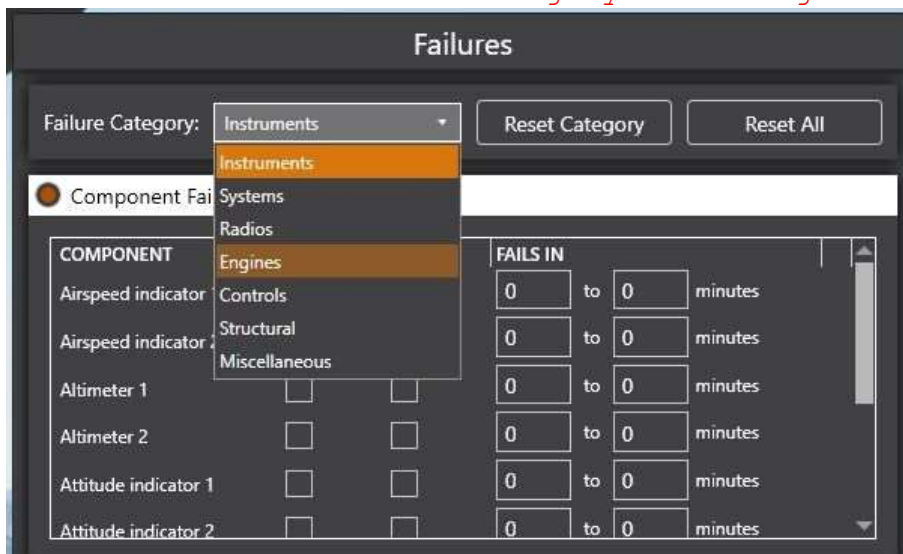 Failures
Failure Category: Instruments Reset Category Reset All
Instruments
Systems
Radios
Engines
Controls
Structural
Miscellaneous
Component Fai
COMPONENT FAILS IN
Airspeed indicator 0 to 0 minutes
Airspeed indicator 0 to 0 minutes
Altimeter 1 0 to 0 minutes
Altimeter 2 0 to 0 minutes
Attitude indicator 1 0 to 0 minutes
Attitude indicator 2 0 to 0 minutes